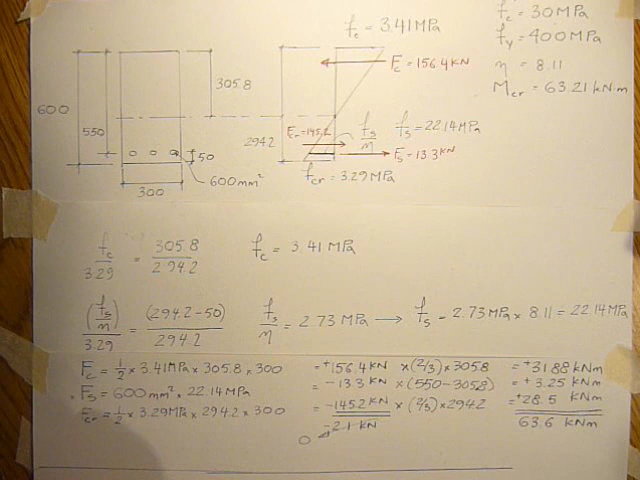 f'c = 30 MPa
fy = 400 MPa
η = 8.11
Mcr = 63.21 kN.m
fc = 3.41 MPa
Fc = 156.4 KN
305.8
600
550
294.2
Fcr = 145.2
fs/η
fs = 22.14 MPa
Fs = 13.3 KN
50
600 mm²
300
fcr = 3.29 MPa
fc/3.29 = 305.8/294.2 fc = 3.41 MPa
(fs/η)/3.29 = (294.2-50)/294.2 fs/η = 2.73 MPa → fs = 2.73 MPa × 8.11 = 22.14 MPa
Fc = 1/2 × 3.41 MPa × 305.8 × 300 = +156.4 KN × (2/3) × 305.8 = +31.88 KNm
Fs = 600 mm² × 22.14 MPa = -13.3 KN × (550-305.8) = +3.25 KNm
Fcr = 1/2 × 3.29 MPa × 294.2 × 300 = -145.2 KN × (2/3) × 294.2 = +28.5 KNm
-2.1 KN 63.6 KNm
0